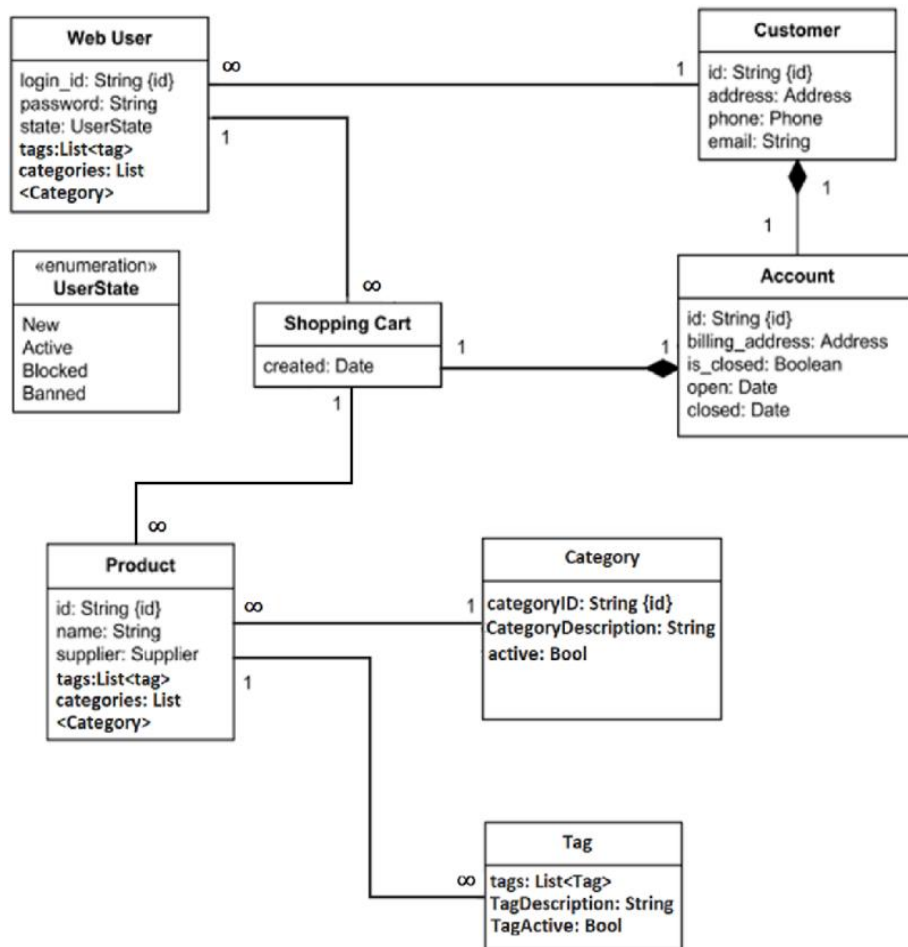 Web User
login_id: String {id}
password: String
state: UserState
tags:List<tag>
categories: List
<Category>
∞
1
1
∞
Customer
id: String {id}
address: Address
phone: Phone
email: String
1
1
«enumeration»
UserState
New
Active
Blocked
Banned
Shopping Cart
created: Date
1
1
1
Account
id: String {id}
billing_address: Address
is_closed: Boolean
open: Date
closed: Date
∞
Product
id: String {id}
name: String
supplier: Supplier
tags:List<tag>
categories: List
<Category>
∞
1
1
∞
Category
categoryID: String {id}
CategoryDescription: String
active: Bool
Tag
tags: List<Tag>
TagDescription: String
TagActive: Bool